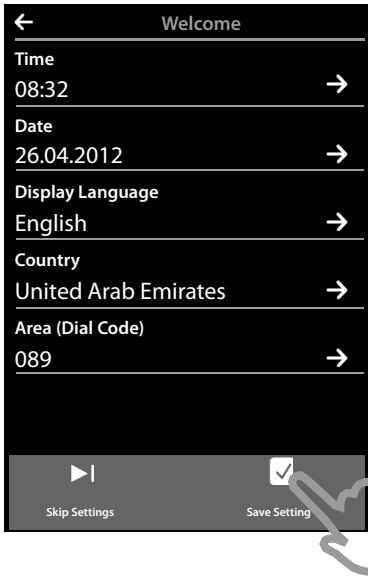 Welcome
Time
08:32
Date
26.04.2012
Display Language
English
Country
United Arab Emirates
Area (Dial Code)
089
Skip Settings
Save Setting